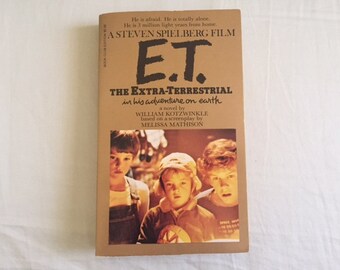 He is afraid. He is totally alone.
He is 3 million light years from home.
A STEVEN SPIELBERG FILM
E.T.
THE EXTRA-TERRESTRIAL
in his adventure on earth
a novel by
WILLIAM KOTZWINKLE
based on a screenplay by
MELISSA MATHISON